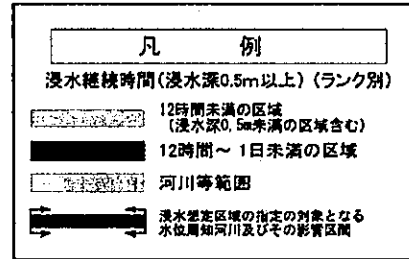 凡 例
浸水継続時間(浸水深0.5m以上)(ランク別)
12時間未満の区域
(浸水深0.5m未満の区域含む)
12時間～1日未満の区域
河川等範囲
浸水想定区域の指定の対象となる
水位周知河川及びその影響区間